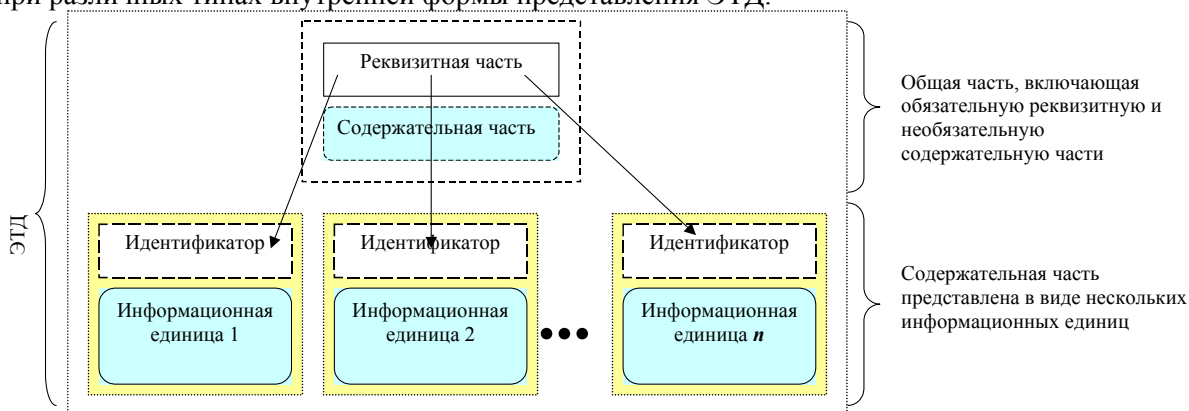 при различных типах внутренней формы представления ЭТД.
Реквизитная часть
Содержательная часть
Общая часть, включающая
обязательную реквизитную и
необязательную
содержательную части
ЭТД
Идентификатор
Идентификатор
Идентификатор
Информационная
единица 1
Информационная
единица 2
•••
Информационная
единица n
Содержательная часть
представлена в виде нескольких
информационных единиц